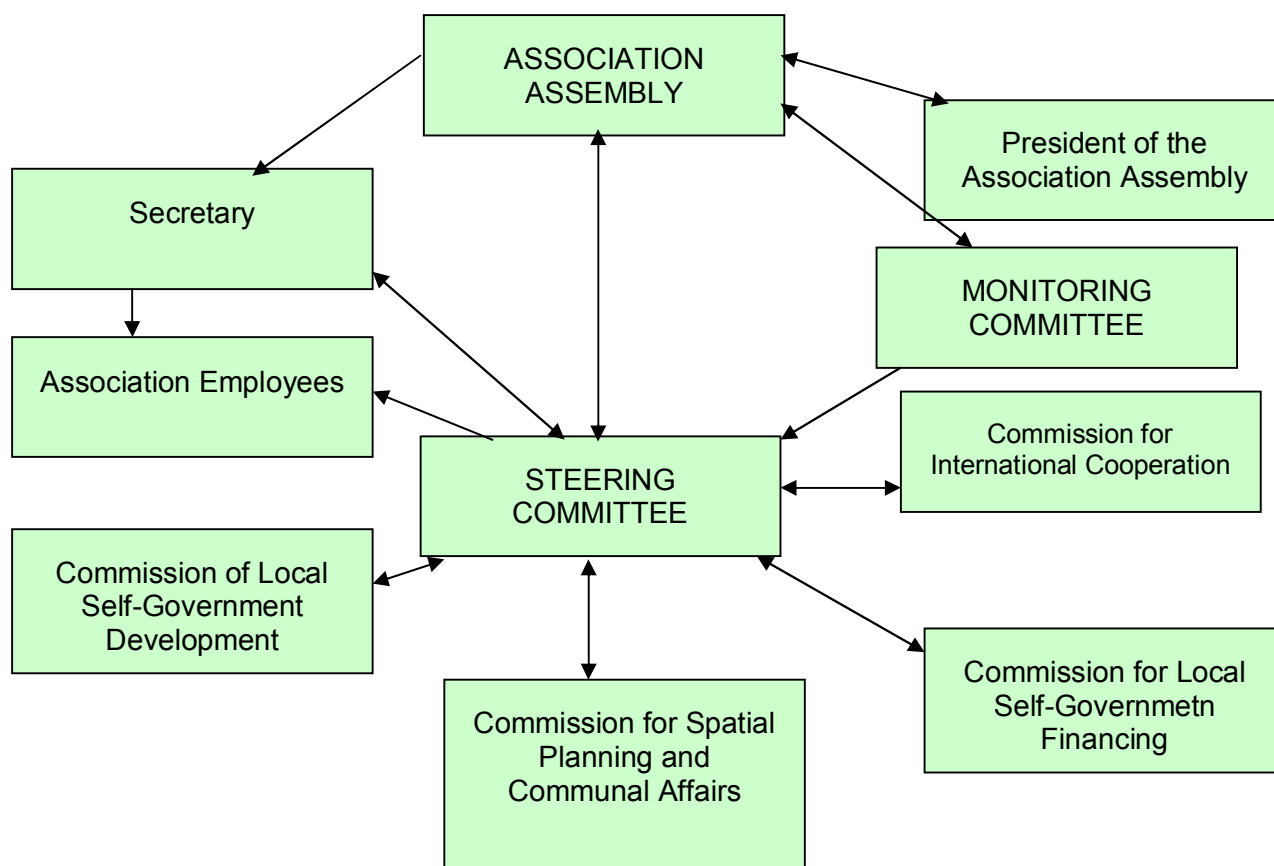 ASSOCIATION
ASSEMBLY
President of the
Association Assembly
Secretary
MONITORING
COMMITTEE
Association Employees
Commission for
International Cooperation
STEERING
COMMITTEE
Commission of Local
Self-Government
Development
Commission for Local
Self-Governmetn
Financing
Commission for Spatial
Planning and
Communal Affairs